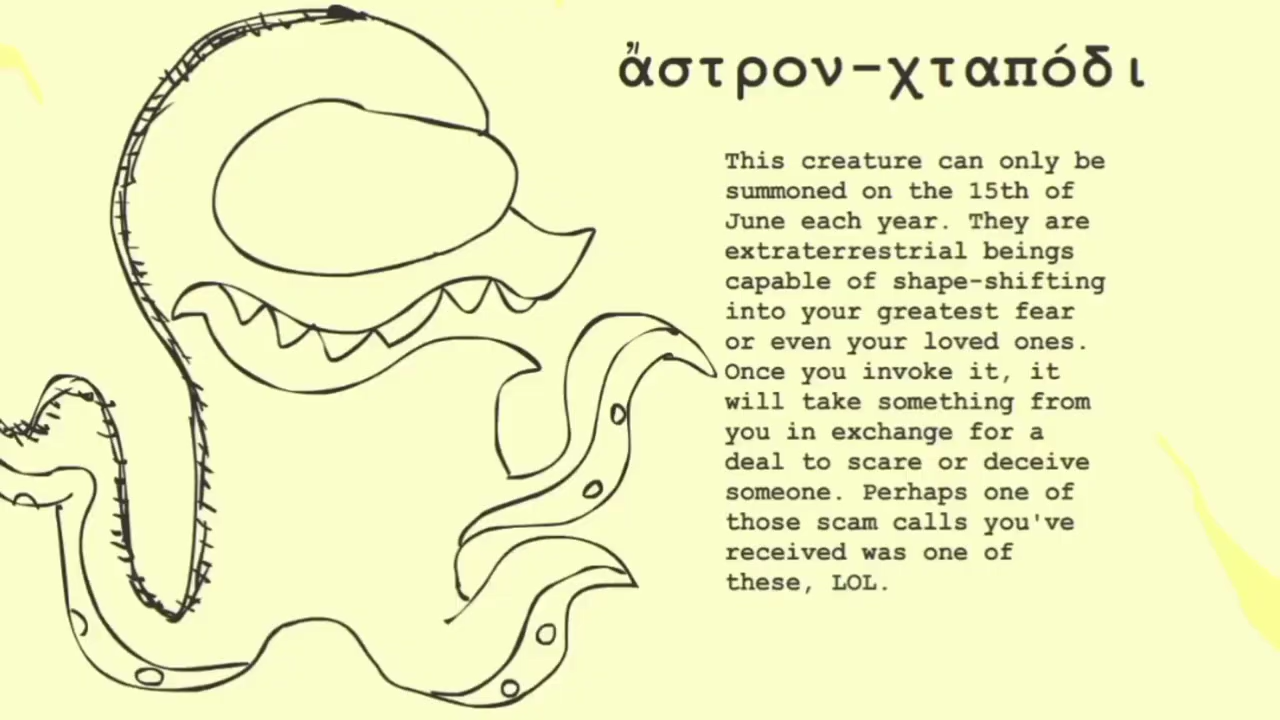 ἄστρον-χταπόδι
This creature can only be
summoned on the 15th of
June each year. They are
extraterrestrial beings
capable of shape-shifting
into your greatest fear
or even your loved ones.
Once you invoke it, it
will take something from
you in exchange for a
deal to scare or deceive
someone. Perhaps one of
those scam calls you've
received was one of
these, LOL.